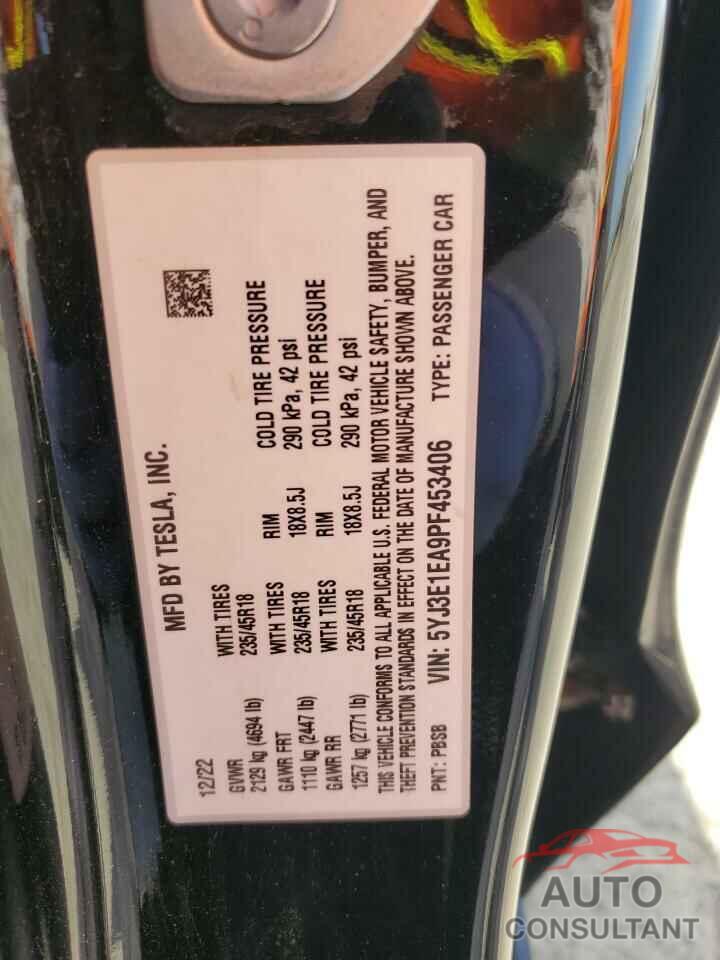 MFD BY TESLA, INC.
12/22
GVWR WITH TIRES RIM COLD TIRE PRESSURE
2129 kg (4694 lb) 235/45R18 18X8.5J 290 kPa, 42 psi
GAWR FRT WITH TIRES RIM COLD TIRE PRESSURE
1110 kg (2447 lb) 235/45R18 18X8.5J 290 kPa, 42 psi
GAWR RR WITH TIRES
1257 kg (2771 lb) 235/45R18
THIS VEHICLE CONFORMS TO ALL APPLICABLE U.S. FEDERAL MOTOR VEHICLE SAFETY, BUMPER, AND
THEFT PREVENTION STANDARDS IN EFFECT ON THE DATE OF MANUFACTURE SHOWN ABOVE.
PNT: PBSB VIN: 5YJ3E1EA9PF453406 TYPE: PASSENGER CAR
AUTO
CONSULTANT